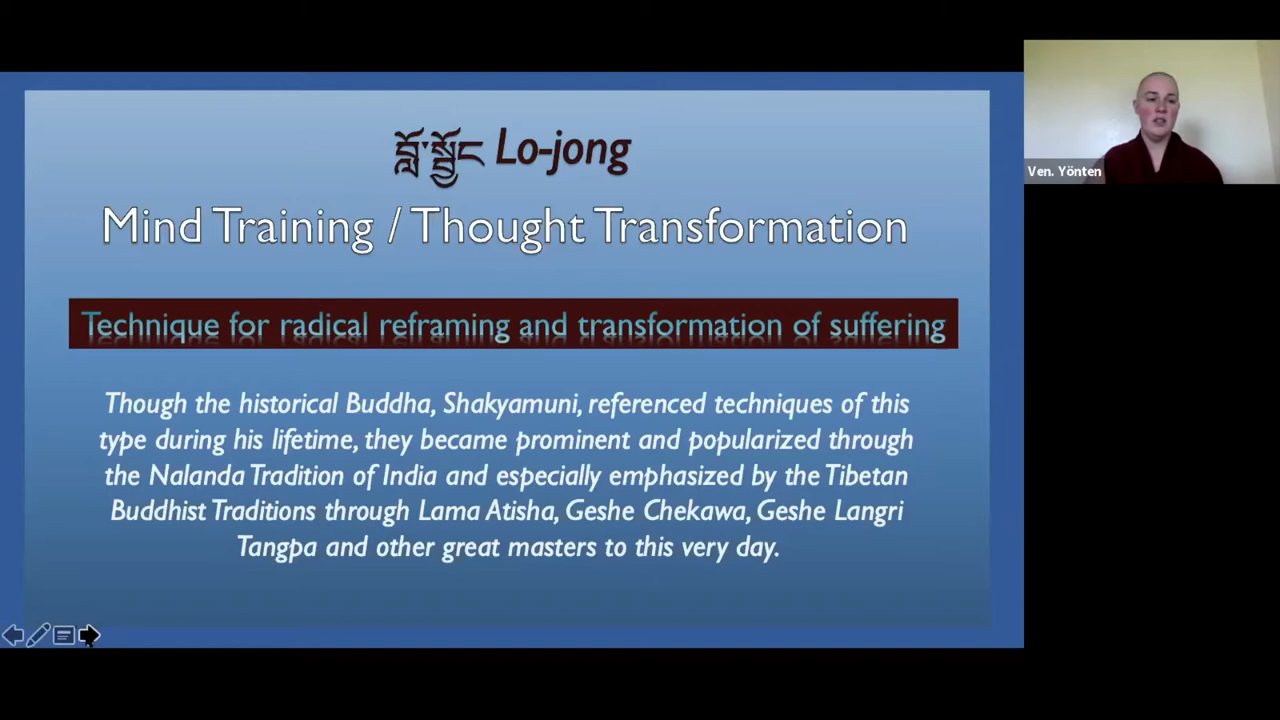 བློ་སྦྱོང Lo-jong
Mind Training / Thought Transformation
Technique for radical reframing and transformation of suffering
Though the historical Buddha, Shakyamuni, referenced techniques of this
type during his lifetime, they became prominent and popularized through
the Nalanda Tradition of India and especially emphasized by the Tibetan
Buddhist Traditions through Lama Atisha, Geshe Chekawa, Geshe Langri
Tangpa and other great masters to this very day.
Ven. Yönten